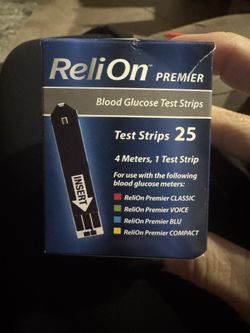 ReliOn™ PREMIER
Blood Glucose Test Strips
Test Strips 25
4 Meters, 1 Test Strip
For use with the following
blood glucose meters:
ReliOn Premier CLASSIC
ReliOn Premier VOICE
ReliOn Premier BLU
ReliOn Premier COMPACT
INSERT